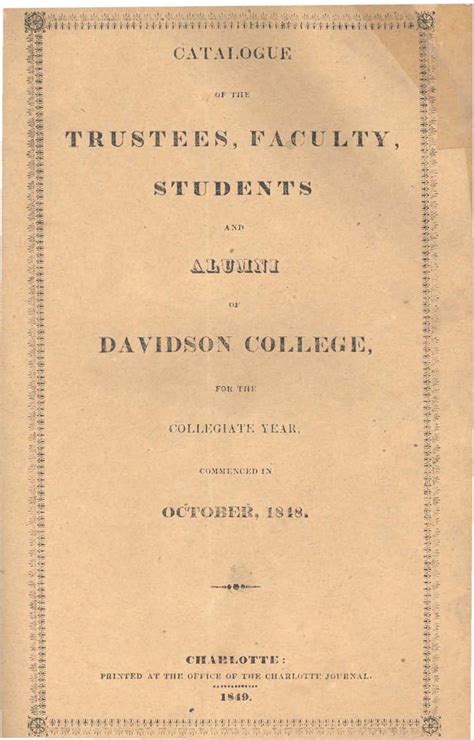 CATALOGUE
OF THE
TRUSTEES, FACULTY,
STUDENTS
AND
ALUMNI
OF
DAVIDSON COLLEGE,
FOR THE
COLLEGIATE YEAR,
COMMENCED IN
OCTOBER, 1848.
CHARLOTTE:
PRINTED AT THE OFFICE OF THE CHARLOTTE JOURNAL.
1849.